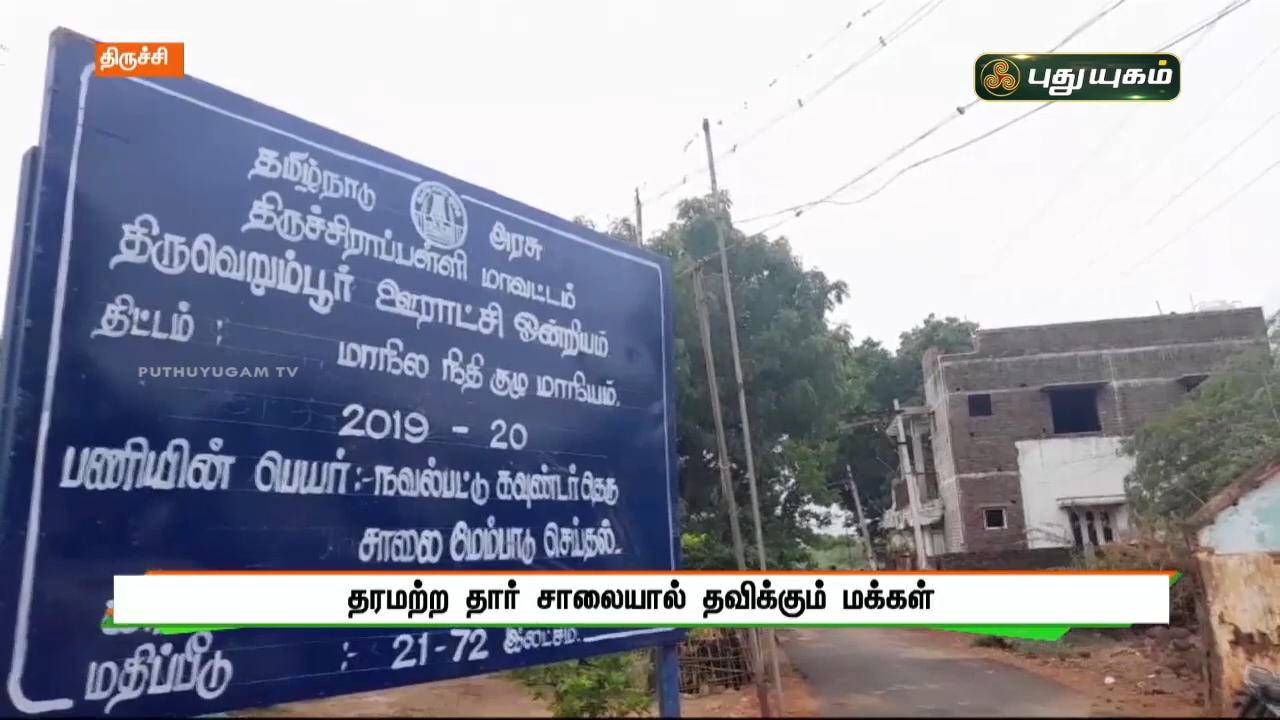 திருச்சி
புதுயுகம்
தமிழ்நாடு அரசு
திருச்சிராப்பள்ளி மாவட்டம்
திருவெறும்பூர் ஊராட்சி ஒன்றியம்
திட்டம் : மாநில நிதி குழு மானியம்.
PUTHUYUGAM TV
2019 - 20
பணியின் பெயர் :- நவல்பட்டு கவுண்டர் தெரு
சாலை மேம்பாடு செய்தல்..
தரமற்ற தார் சாலையால் தவிக்கும் மக்கள்
மதிப்பீடு :- 21-72 இலட்சம்.